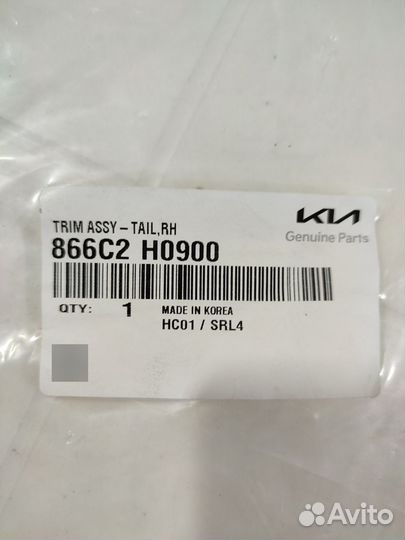 TRIM ASSY-TAIL,RH
KIA
Genuine Parts
866C2 H0900
QTY: 1 MADE IN KOREA
HC01 / SRL4
Avito